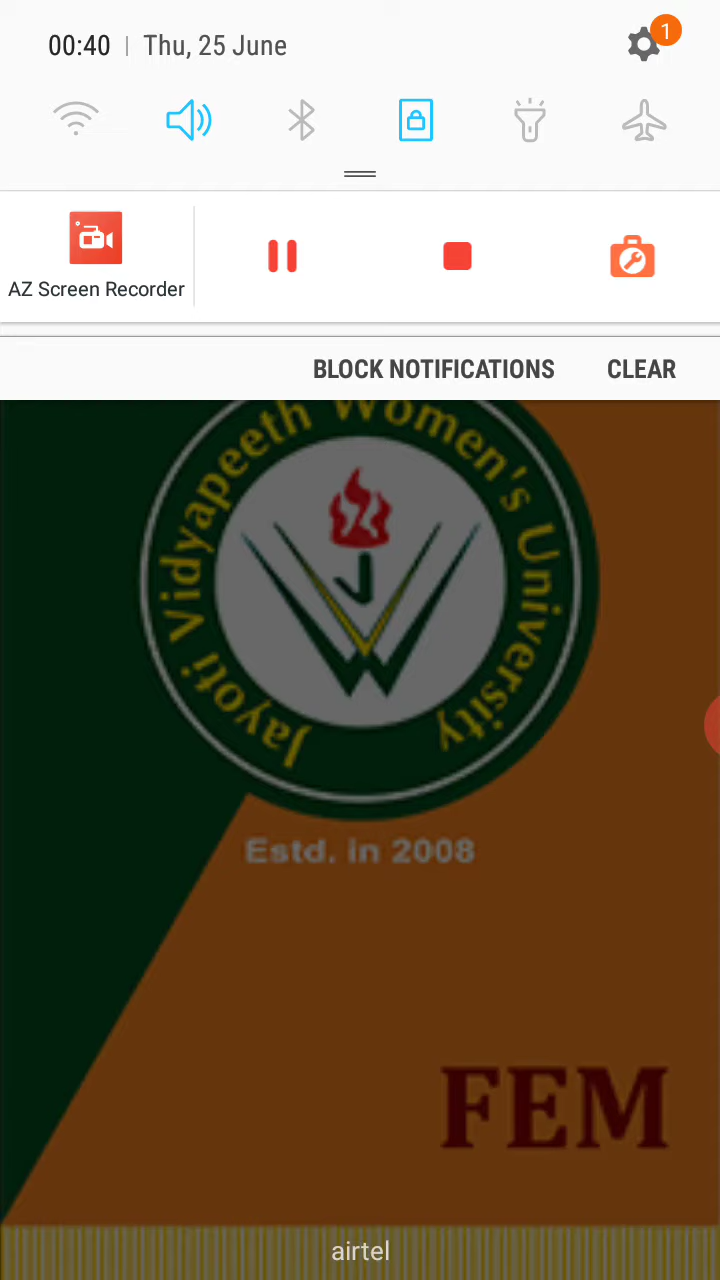 00:40 | Thu, 25 June
1
AZ Screen Recorder
BLOCK NOTIFICATIONS CLEAR
Jayoti Vidyapeeth Women's University
Estd. in 2008
FEM
airtel